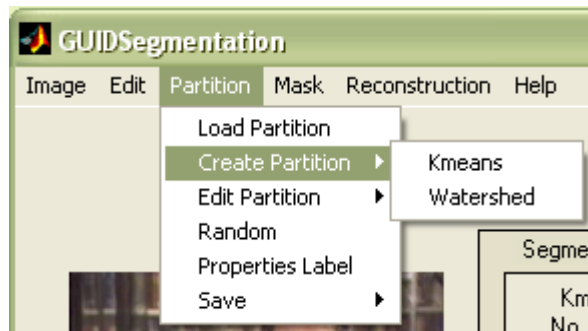 GUIDSegmentation
Image Edit Partition Mask Reconstruction Help
Load Partition
Create Partition
Kmeans
Edit Partition
Watershed
Random
Properties Label
Save